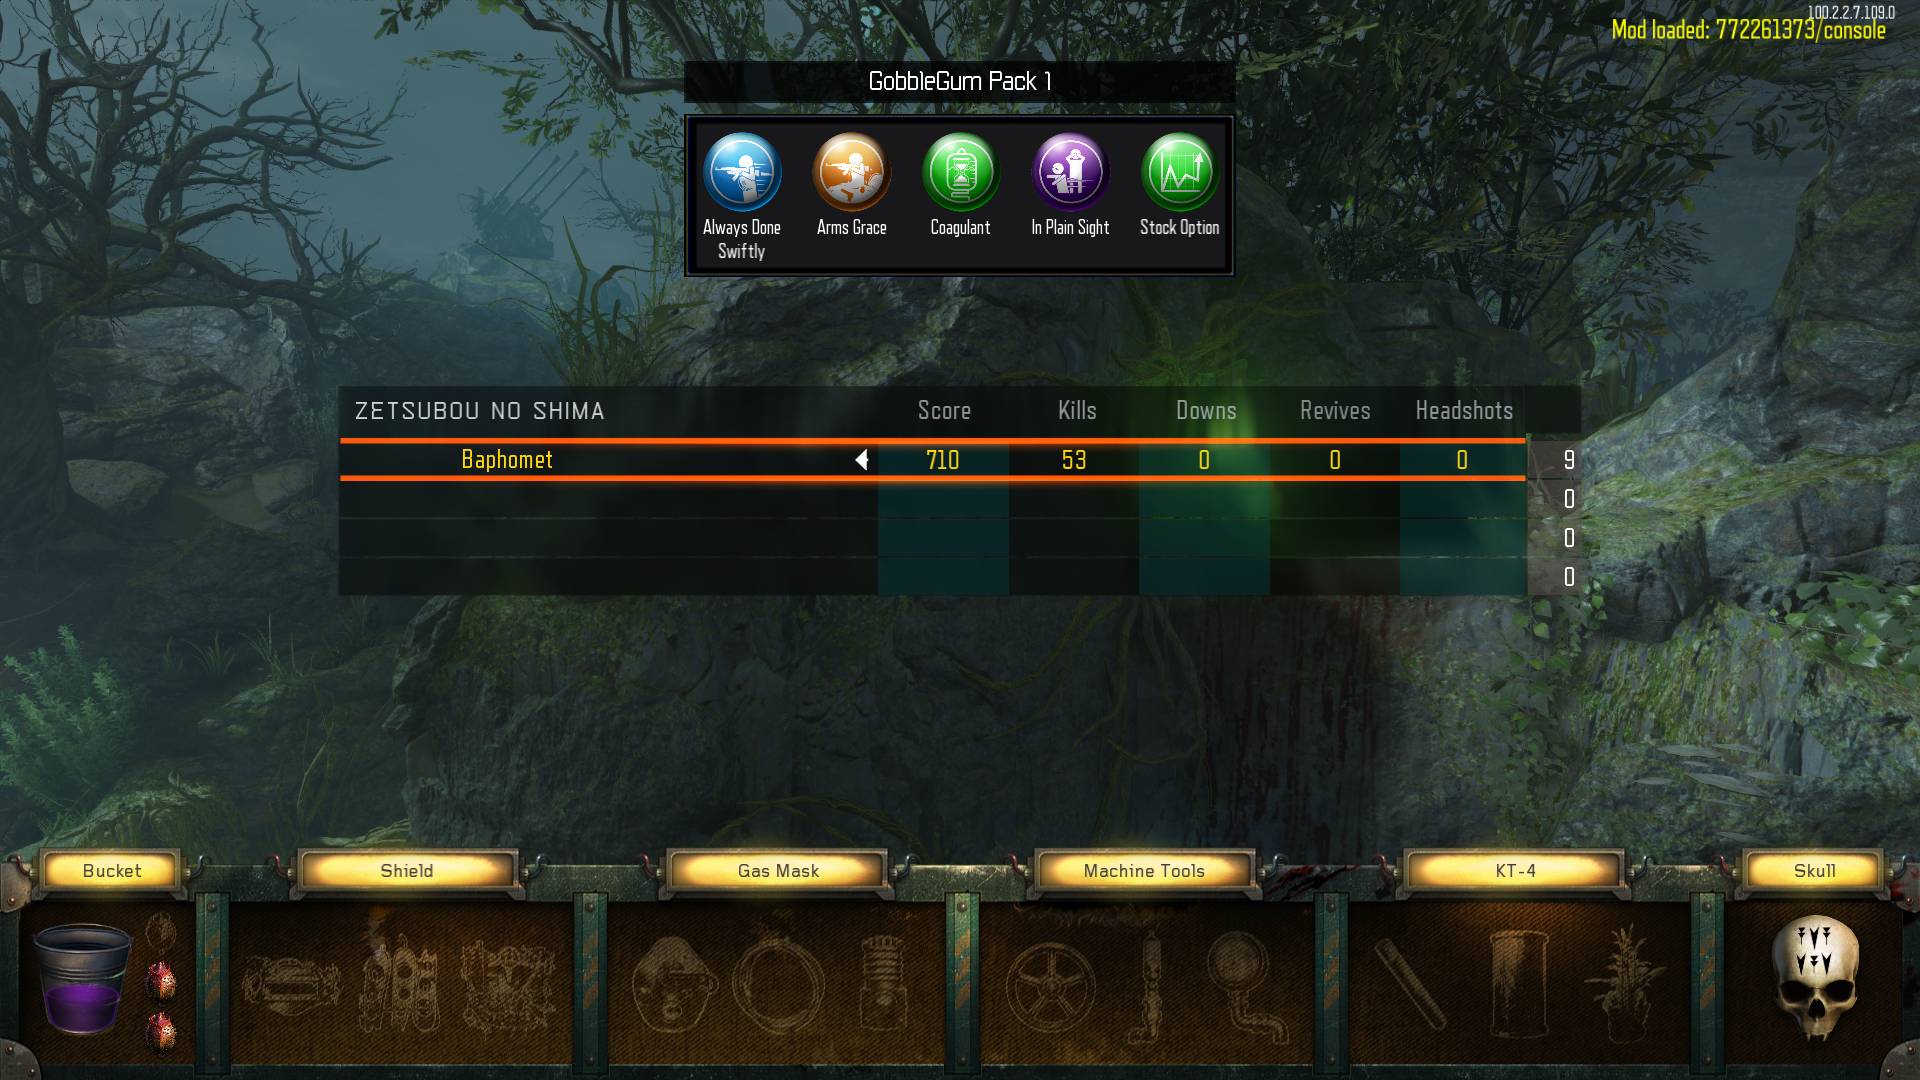 100.2.2.7.109.0
Mod loaded: 772261373/console
GobbleGum Pack 1
Always Done Swiftly
Arms Grace
Coagulant
In Plain Sight
Stock Option
ZETSUBOU NO SHIMA Score Kills Downs Revives Headshots
Baphomet 710 53 0 0 0 9
0
0
0
Bucket Shield Gas Mask Machine Tools KT-4 Skull